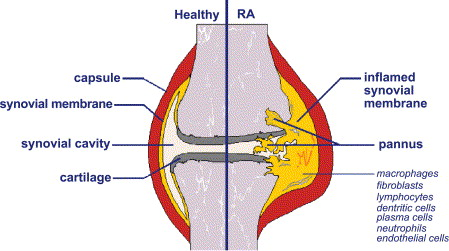 Healthy RA
capsule
synovial membrane
synovial cavity
cartilage
inflamed
synovial
membrane
pannus
macrophages
fibroblasts
lymphocytes
dentritic cells
plasma cells
neutrophils
endothelial cells